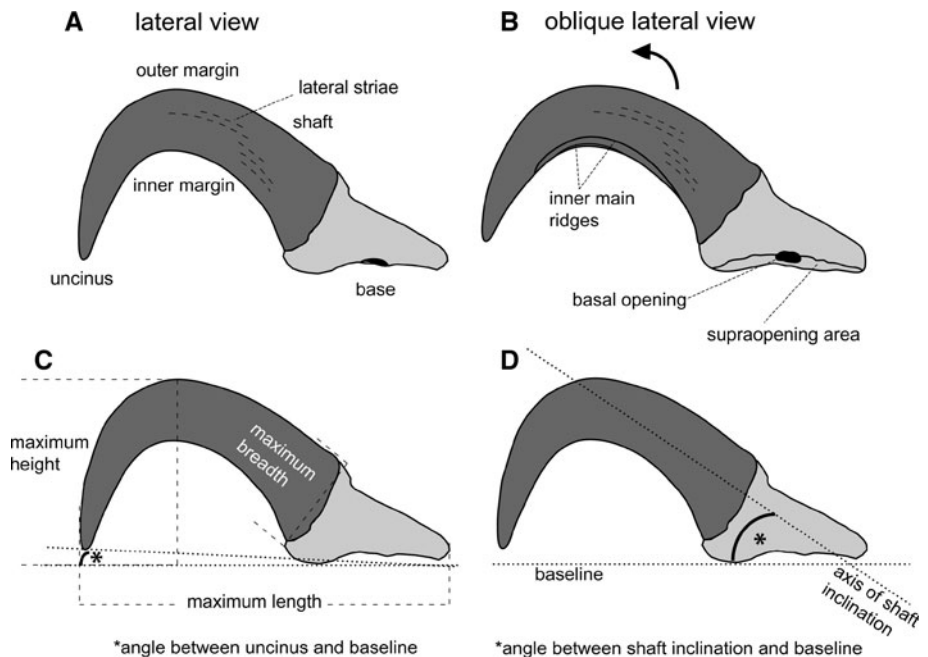 A lateral view
outer margin
lateral striae
shaft
inner margin
uncinus
base
B oblique lateral view
inner main
ridges
basal opening
supraopening area
C
maximum
height
maximum
breadth
*
maximum length
*angle between uncinus and baseline
D
*
baseline
axis of shaft
inclination
*angle between shaft inclination and baseline